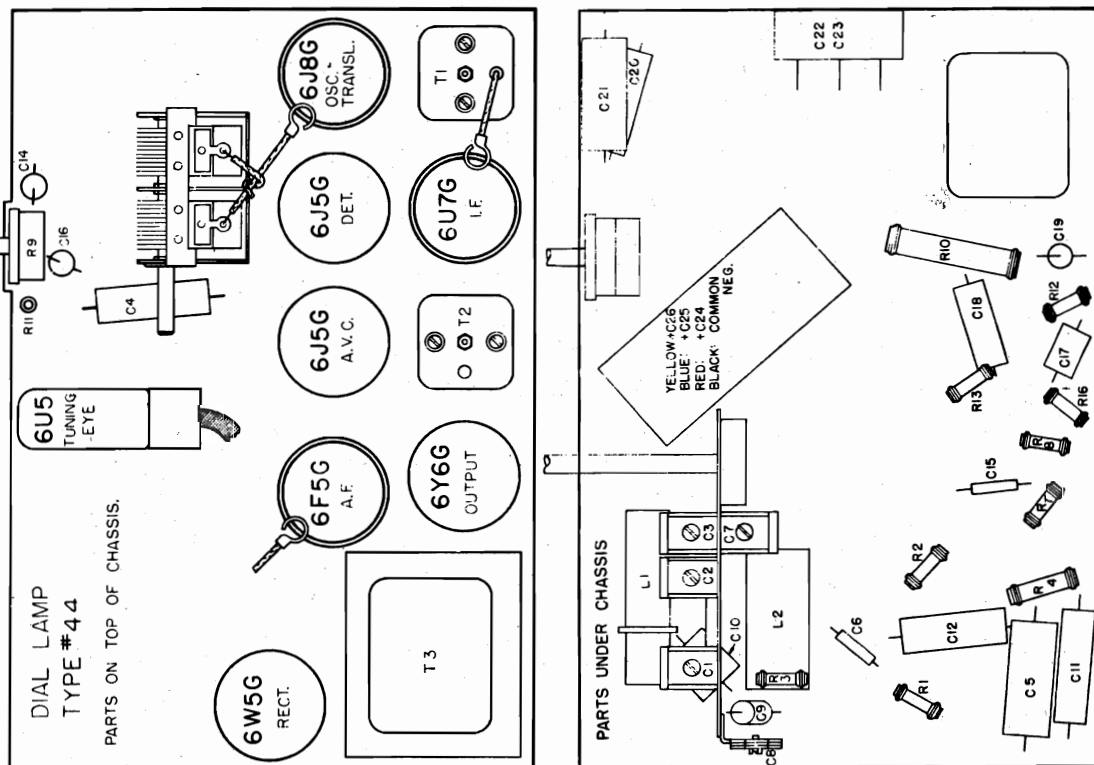 DIAL LAMP
TYPE #44
PARTS ON TOP OF CHASSIS.
6U5
TUNING
EYE
R11
R9
C14
C16
C4
6J8G
OSC.-
TRANSL.
T1
6J5G
DET.
6U7G
I.F.
6J5G
A.V.C.
T2
6F5G
A.F.
6Y6G
OUTPUT
6W5G
RECT.
T3
PARTS UNDER CHASSIS
C21
C20
C22
C23
YELLOW: +C26
BLUE: +C25
RED: +C24
BLACK: COMMON
NEG.
R10
C19
C18
R12
C17
R13
R16
R8
C15
L1
C3
C7
C2
C1
C10
L2
R3
C9
C8
R2
R4
C6
C12
R1
C5
C11